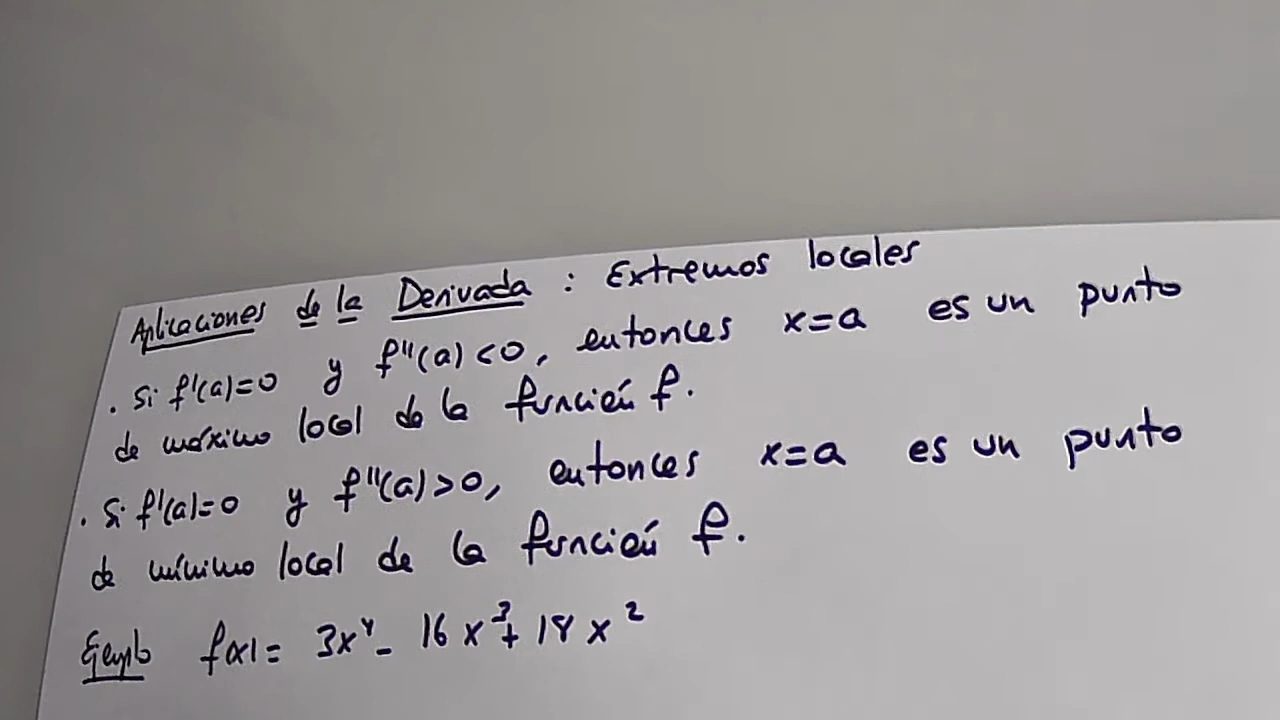 Aplicaciones de la Derivada : Extremos locales
. Si f'(a)=0 y f''(a)<0, entonces x=a es un punto
de máximo local de la función f.
. Si f'(a)=0 y f''(a)>0, entonces x=a es un punto
de mínimo local de la función f.
Ejemplo f(x)= 3x⁴ - 16x³ + 18x²